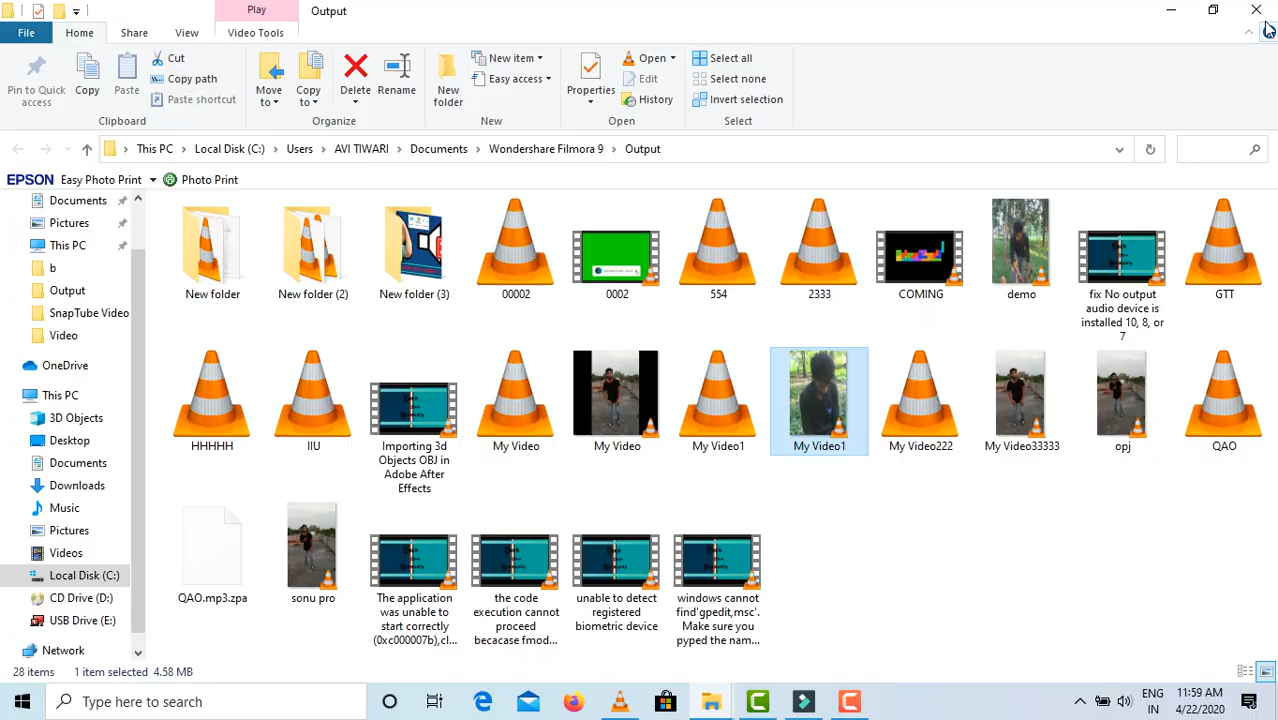 Play
Output
File
Home
Share
View
Video Tools
Pin to Quick
access
Copy
Paste
Cut
Copy path
Paste shortcut
Clipboard
Move
to
Copy
to
Delete
Rename
Organize
New
folder
New item
Easy access
New
Properties
Open
Edit
History
Open
Select all
Select none
Invert selection
Select
This PC
Local Disk (C:)
Users
AVI TIWARI
Documents
Wondershare Filmora 9
Output
EPSON
Easy Photo Print
Photo Print
Documents
Pictures
This PC
b
Output
SnapTube Video
Video
OneDrive
This PC
3D Objects
Desktop
Documents
Downloads
Music
Pictures
Videos
Local Disk (C:)
CD Drive (D:)
USB Drive (E:)
Network
New folder
New folder (2)
New folder (3)
00002
0002
554
2333
COMING
demo
fix No output
audio device is
installed 10, 8, or
7
GTT
HHHHH
IIIU
Importing 3d
Objects OBJ in
Adobe After
Effects
My Video
My Video
My Video1
My Video1
My Video222
My Video33333
opj
QAO
QAO.mp3.zpa
sonu pro
The application
was unable to
start correctly
(0xc000007b),cl...
the code
execution cannot
proceed
becacase fmod...
unable to detect
registered
biometric device
windows cannot
find'gpedit,msc'.
Make sure you
pyped the nam...
28 items
1 item selected 4.58 MB
Type here to search
ENG
IN
11:59 AM
4/22/2020